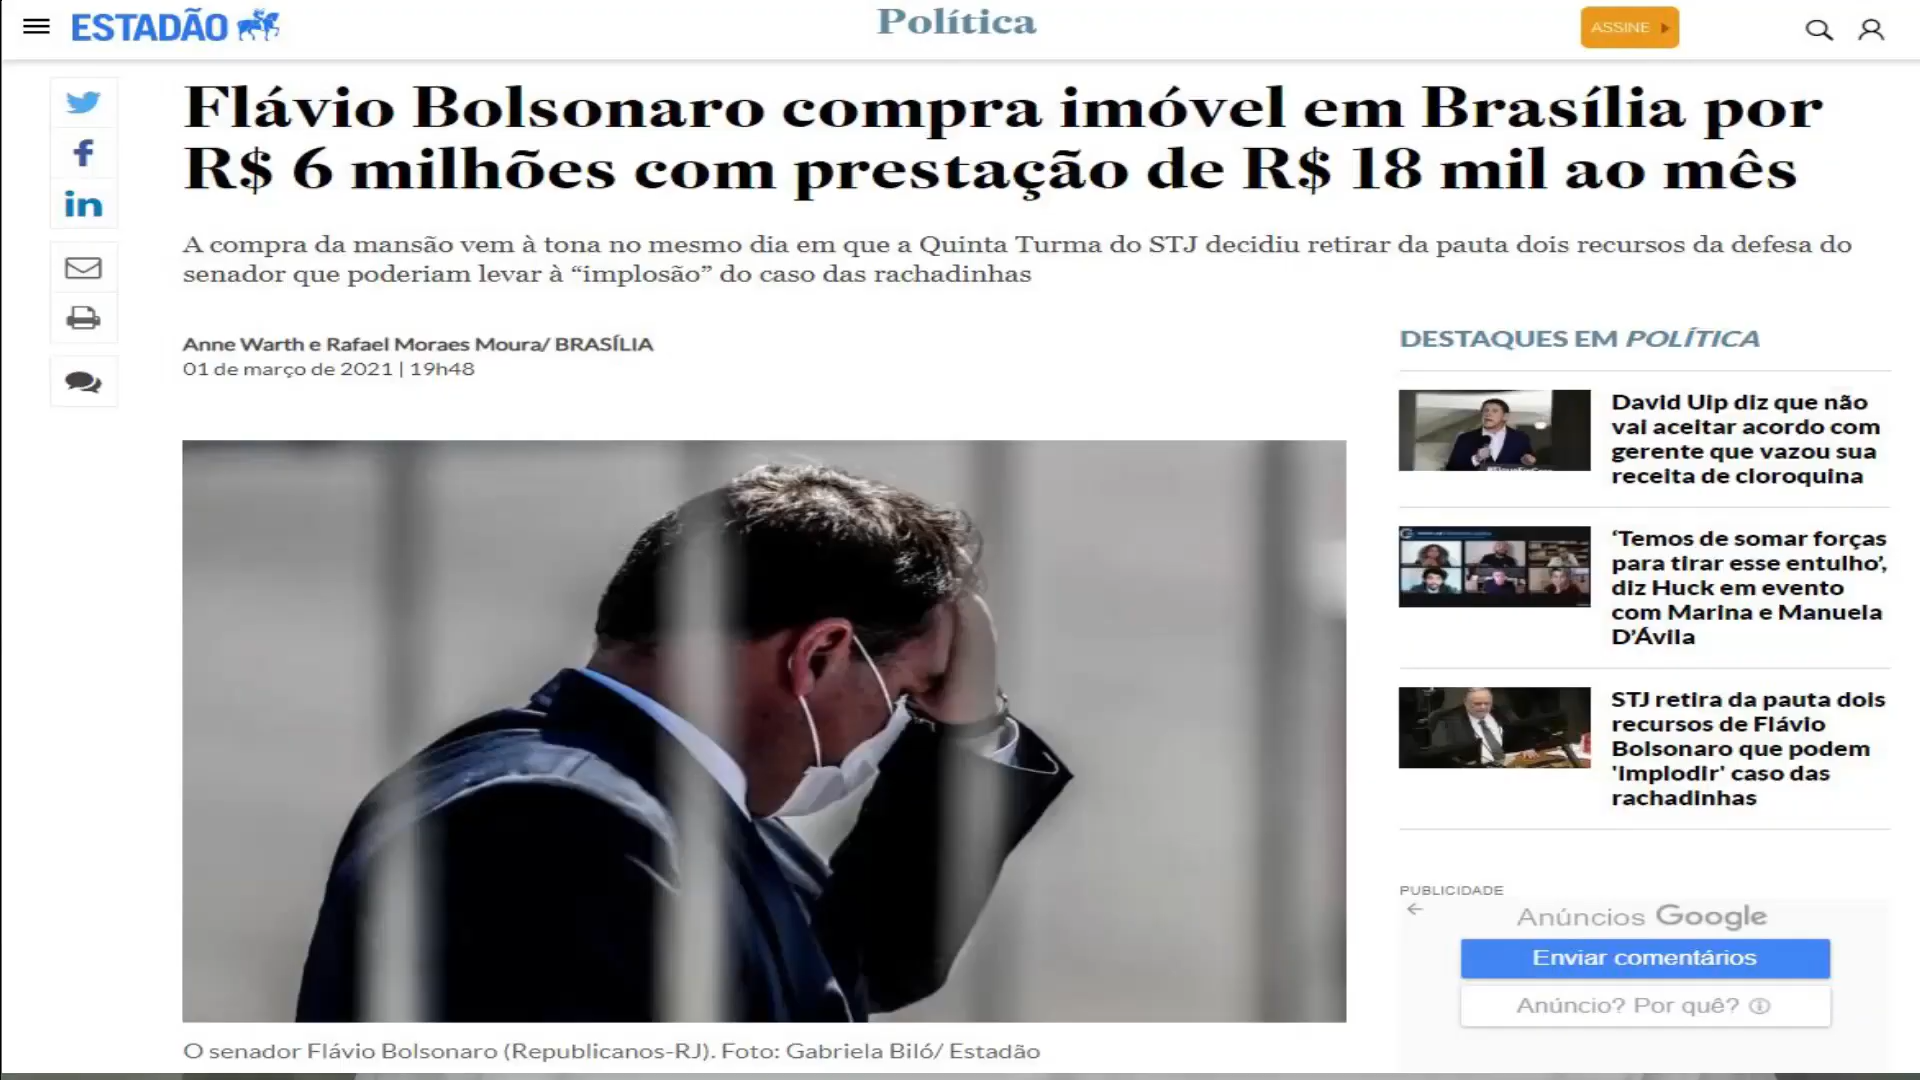 ESTADÃO
Política
ASSINE
Flávio Bolsonaro compra imóvel em Brasília por
R$ 6 milhões com prestação de R$ 18 mil ao mês
A compra da mansão vem à tona no mesmo dia em que a Quinta Turma do STJ decidiu retirar da pauta dois recursos da defesa do
senador que poderiam levar à “implosão” do caso das rachadinhas
Anne Warth e Rafael Moraes Moura/ BRASÍLIA
01 de março de 2021 | 19h48
O senador Flávio Bolsonaro (Republicanos-RJ). Foto: Gabriela Biló/ Estadão
DESTAQUES EM POLÍTICA
David Uip diz que não
vai aceitar acordo com
gerente que vazou sua
receita de cloroquina
‘Temos de somar forças
para tirar esse entulho’,
diz Huck em evento
com Marina e Manuela
D’Ávila
STJ retira da pauta dois
recursos de Flávio
Bolsonaro que podem
'implodir' caso das
rachadinhas
PUBLICIDADE
Anúncios Google
Enviar comentários
Anúncio? Por quê?